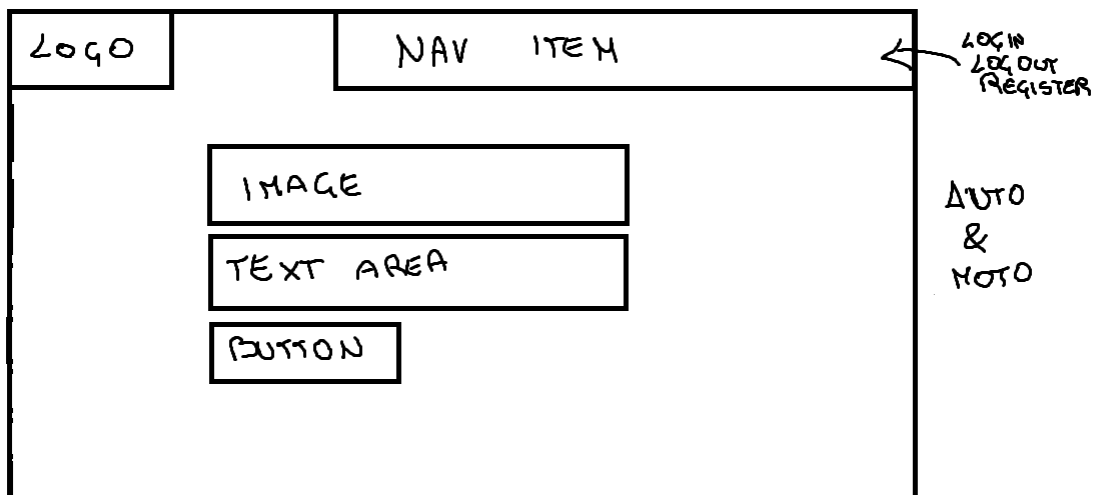 LOGO
NAV ITEM
LOGIN
LOGOUT
REGISTER
IMAGE
TEXT AREA
BUTTON
AUTO
&
MOTO